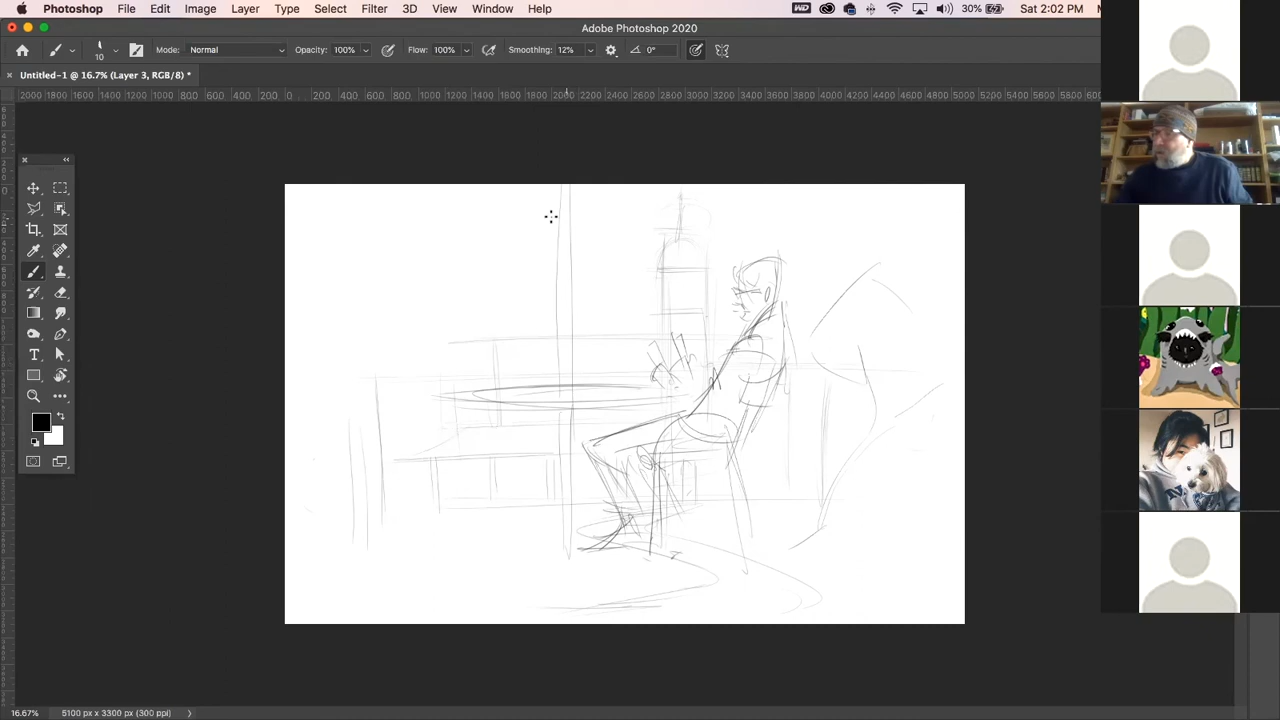 Photoshop File Edit Image Layer Type Select Filter 3D View Window Help 30% Sat 2:02 PM
Adobe Photoshop 2020
10 Mode: Normal Opacity: 100% Flow: 100% Smoothing: 12% 0°
Untitled-1 @ 16.7% (Layer 3, RGB/8) *
2000 1800 1600 1400 1200 1000 800 600 400 200 0 200 400 600 800 1000 1200 1400 1600 1800 2000 2200 2400 2600 2800 3000 3200 3400 3600 3800 4000 4200 4400 4600 4800 5000 5200 5400 5600 5800 6000
16.67% 5100 px x 3300 px (300 ppi)